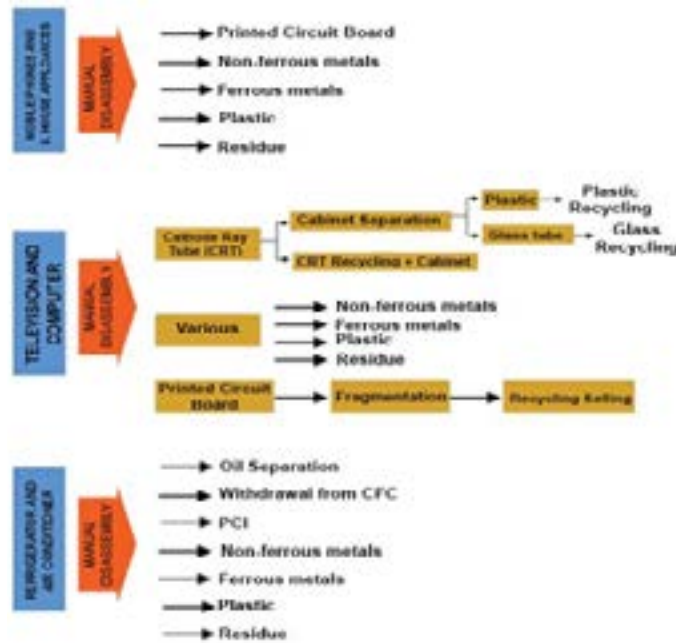 MOBILE PHONES AND
& HOUSE APPLIANCES
MANUAL
DISASSEMBLY
Printed Circuit Board
Non-ferrous metals
Ferrous metals
Plastic
Residue
TELEVISION AND
COMPUTER
MANUAL
DISASSEMBLY
Cathode Ray
Tube (CRT)
Cabinet Separation
Plastic
Plastic
Recycling
Glass tube
Glass
Recycling
CRT Recycling + Cabinet
Various
Non-ferrous metals
Ferrous metals
Plastic
Residue
Printed Circuit
Board
Fragmentation
Recycling Selling
REFRIGERATOR AND
AIR CONDITIONER
MANUAL
DISASSEMBLY
Oil Separation
Withdrawal from CFC
PCI
Non-ferrous metals
Ferrous metals
Plastic
Residue